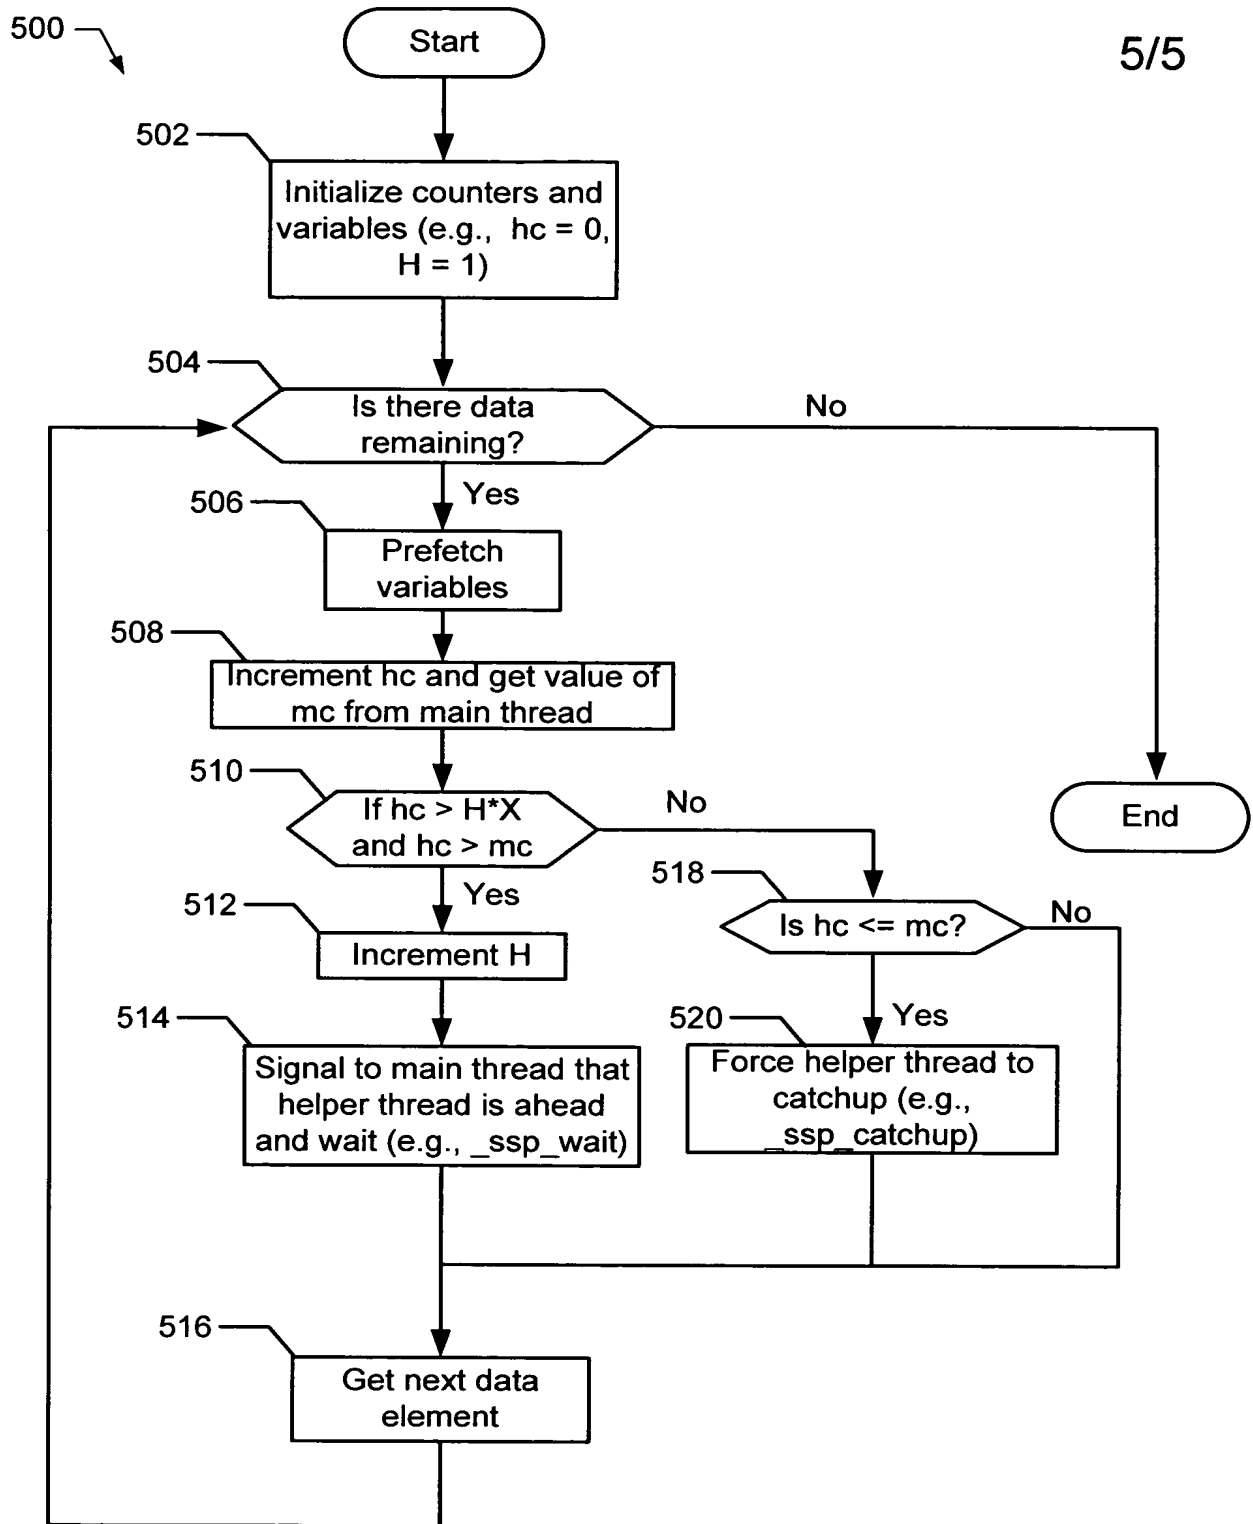 500
Start
5/5
502
Initialize counters and
variables (e.g., hc = 0,
H = 1)
504
Is there data
remaining?
No
Yes
506
Prefetch
variables
508
Increment hc and get value of
mc from main thread
510
If hc > H*X
and hc > mc
No
End
Yes
512
Increment H
518
Is hc <= mc?
No
Yes
514
Signal to main thread that
helper thread is ahead
and wait (e.g., _ssp_wait)
520
Force helper thread to
catchup (e.g.,
_ssp_catchup)
516
Get next data
element